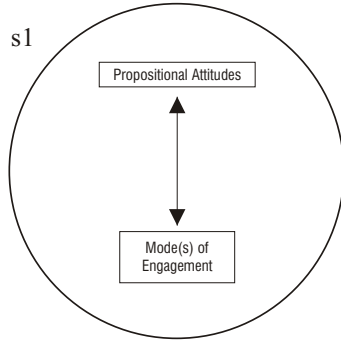 s1
Propositional Attitudes
Mode(s) of
Engagement